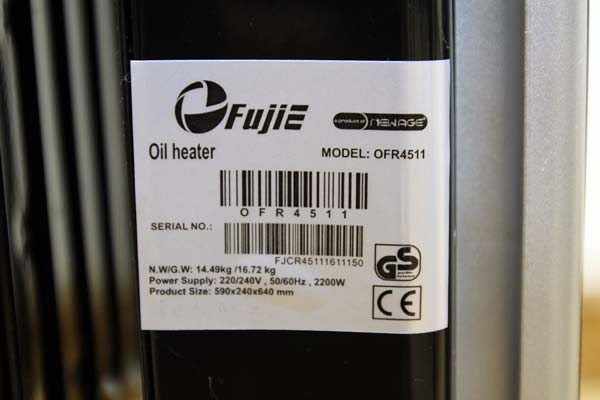 FujiE
a product of NEWAGE
Oil heater
MODEL: OFR4511
OFR4511
SERIAL NO.:
FJCR45111611150
N.W/G.W: 14.49kg /16.72 kg
Power Supply: 220/240V , 50/60Hz , 2200W
Product Size: 590x240x640 mm
GS
CE